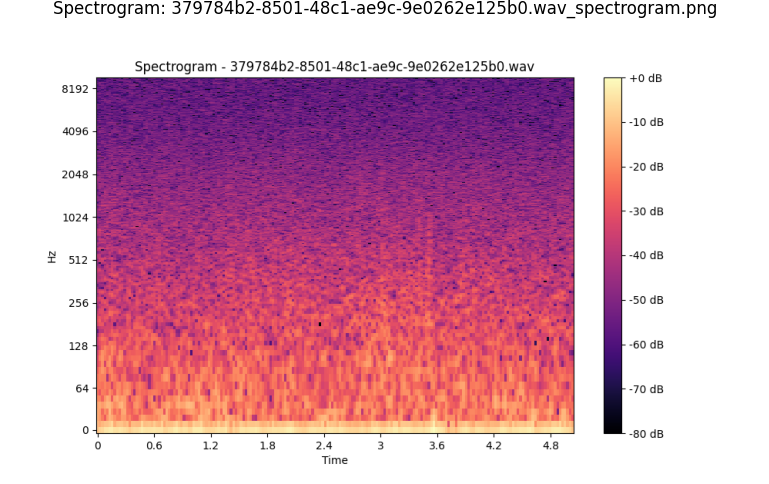 Spectrogram: 379784b2-8501-48c1-ae9c-9e0262e125b0.wav_spectrogram.png
Spectrogram - 379784b2-8501-48c1-ae9c-9e0262e125b0.wav
8192
4096
2048
1024
512
256
128
64
0
Hz
0 0.6 1.2 1.8 2.4 3 3.6 4.2 4.8
Time
+0 dB
-10 dB
-20 dB
-30 dB
-40 dB
-50 dB
-60 dB
-70 dB
-80 dB